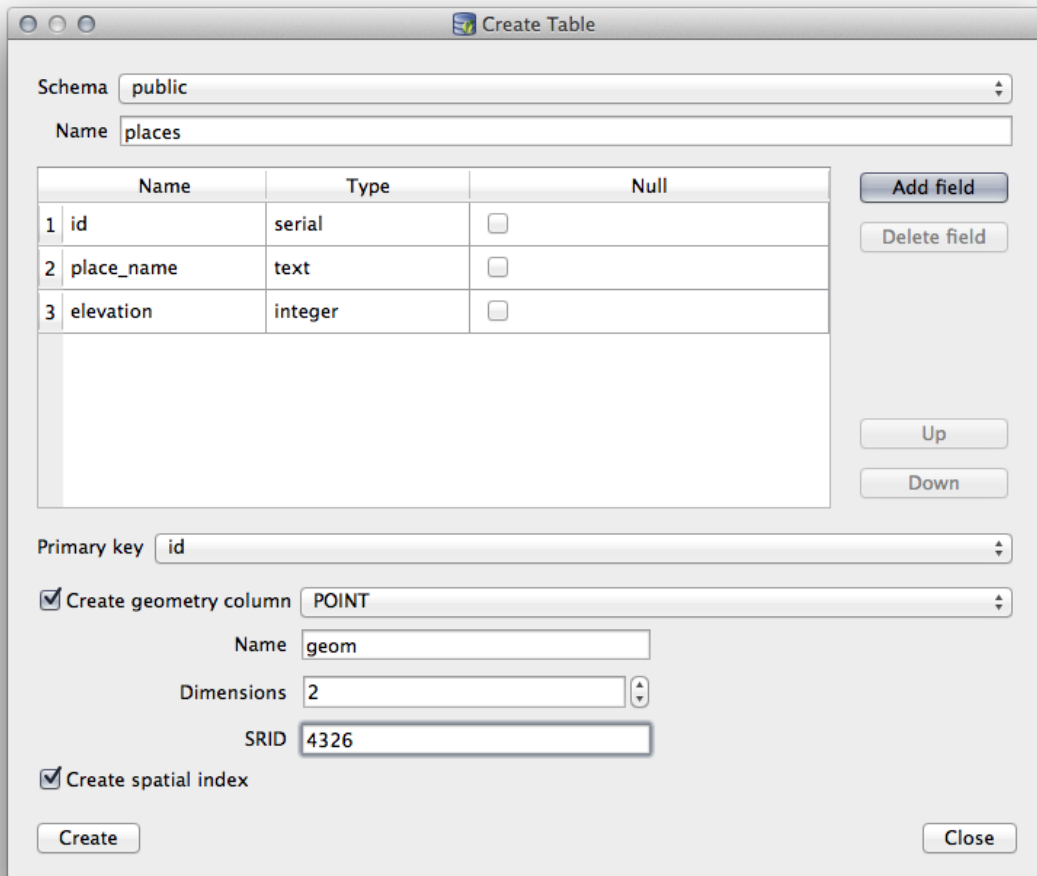 Create Table
Schema public
Name places
Name Type Null Add field
1 id serial
Delete field
2 place_name text
3 elevation integer
Up
Down
Primary key id
Create geometry column POINT
Name geom
Dimensions 2
SRID 4326
Create spatial index
Create Close